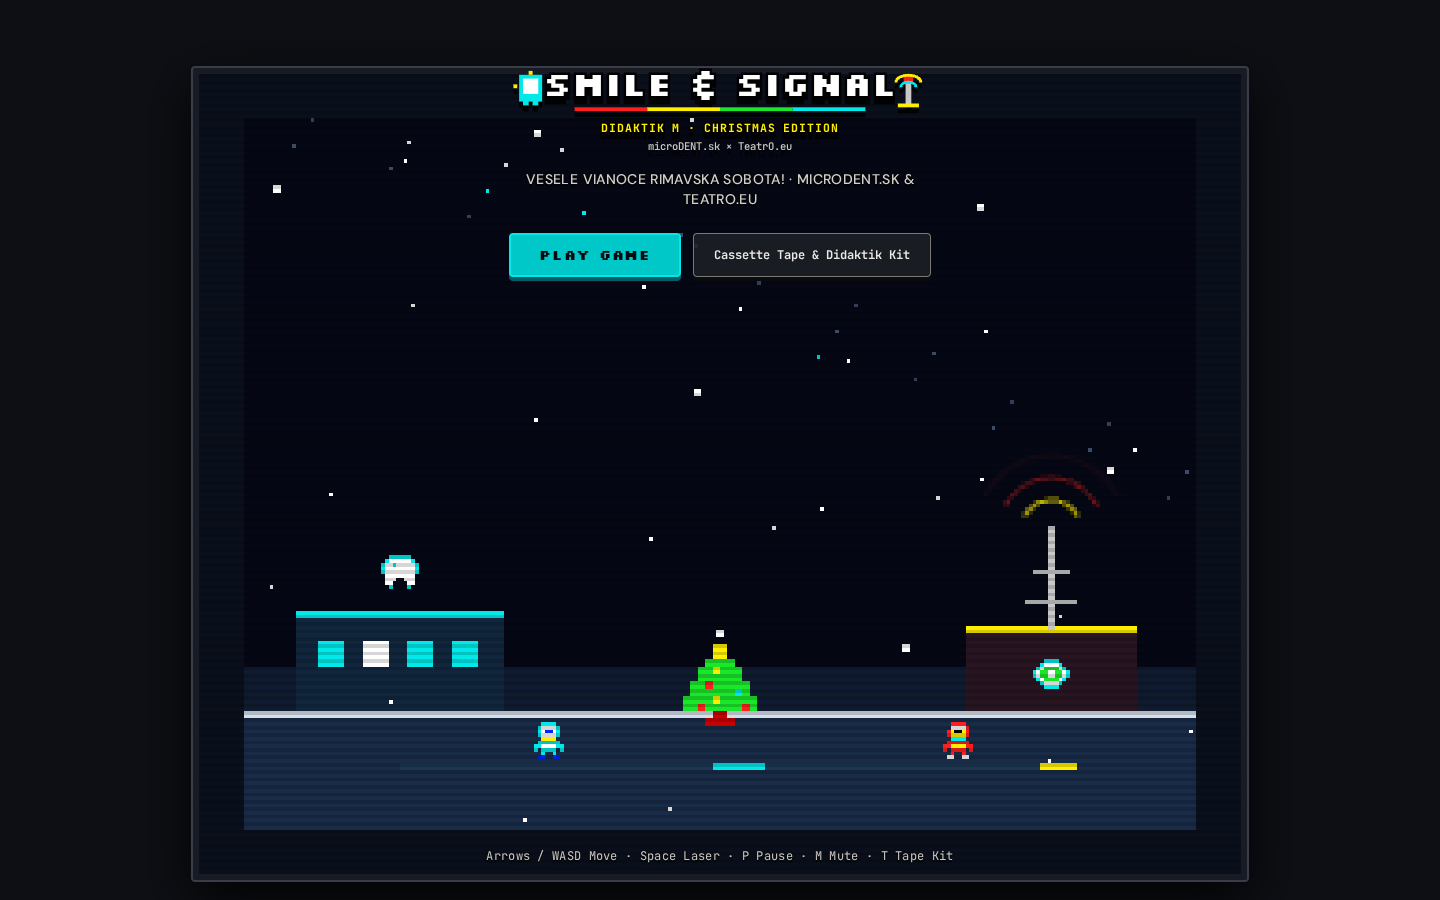 SMILE & SIGNAL
DIDAKTIK M · CHRISTMAS EDITION
microDENT.sk × TeatrO.eu
VESELE VIANOCE RIMAVSKA SOBOTA! · MICRODENT.SK &
TEATRO.EU
PLAY GAME
Cassette Tape & Didaktik Kit
Arrows / WASD Move · Space Laser · P Pause · M Mute · T Tape Kit